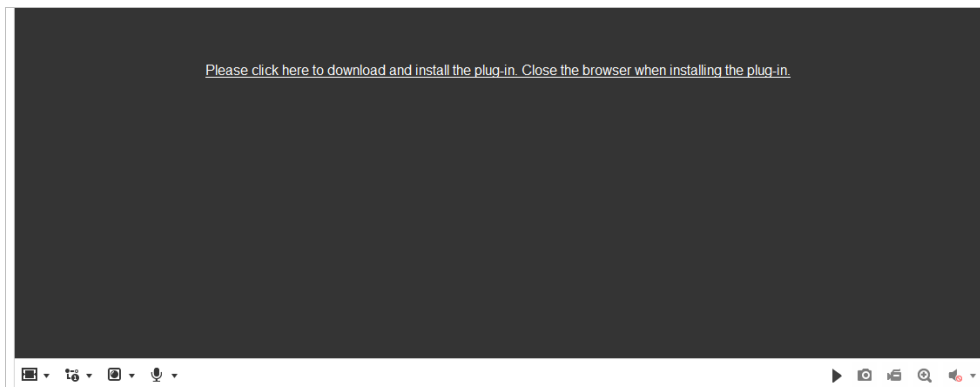 Please click here to download and install the plug-in. Close the browser when installing the plug-in.